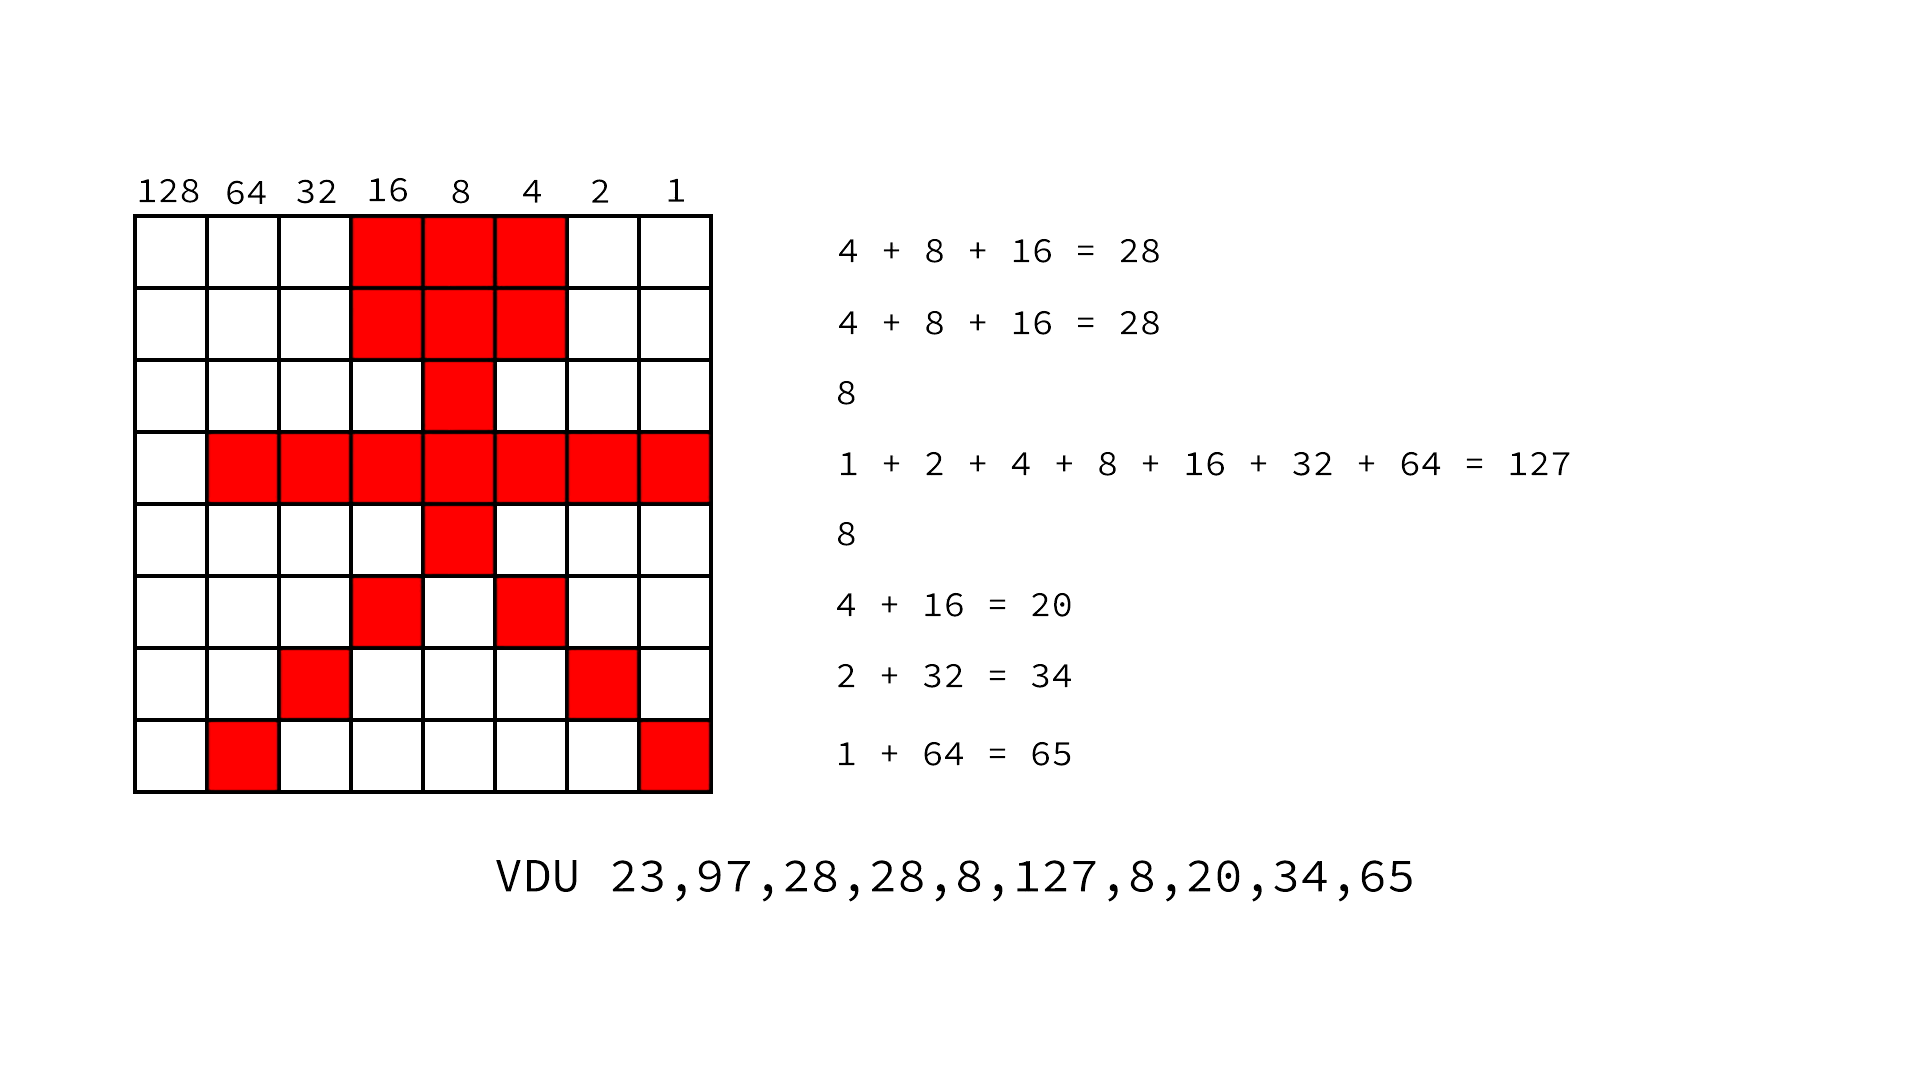 128 64 32 16 8 4 2 1
4 + 8 + 16 = 28
4 + 8 + 16 = 28
8
1 + 2 + 4 + 8 + 16 + 32 + 64 = 127
8
4 + 16 = 20
2 + 32 = 34
1 + 64 = 65
VDU 23,97,28,28,8,127,8,20,34,65